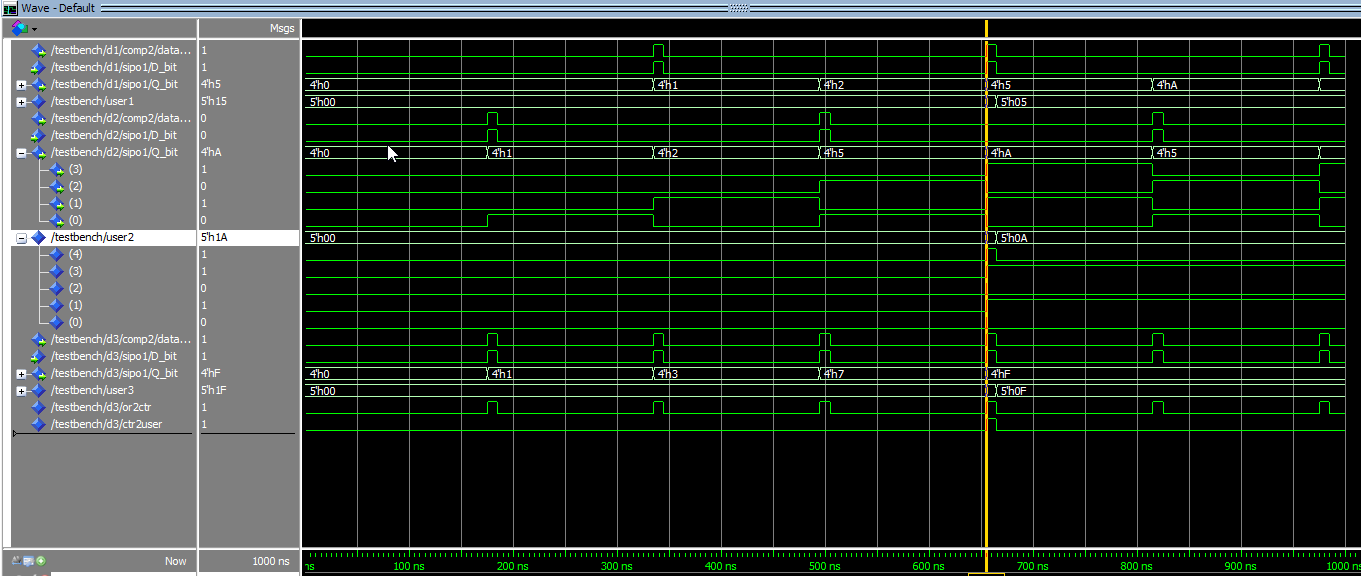 Wave - Default
Msgs
/testbench/d1/comp2/data... 1 4'h1
/testbench/d1/sipo1/D_bit 1
/testbench/d1/sipo1/Q_bit 4'h5 4'h0 4'h1 4'h2 4'h5 4'hA
/testbench/user1 5'h15 5'h00 5'h05
/testbench/d2/comp2/data... 0
/testbench/d2/sipo1/D_bit 0
/testbench/d2/sipo1/Q_bit 4'hA 4'h0 4'h1 4'h2 4'h5 4'hA 4'h5
(3) 1
(2) 0
(1) 1
(0) 0
/testbench/user2 5'h1A 5'h00 5'h0A
(4) 1
(3) 1
(2) 0
(1) 1
(0) 0
/testbench/d3/comp2/data... 1
/testbench/d3/sipo1/D_bit 1
/testbench/d3/sipo1/Q_bit 4'hF 4'h0 4'h1 4'h3 4'h7 4'hF
/testbench/user3 5'h1F 5'h00 5'h0F
/testbench/d3/or2ctr 1
/testbench/d3/ctr2user 1
Now 1000 ns ns 100 ns 200 ns 300 ns 400 ns 500 ns 600 ns 700 ns 800 ns 900 ns 1000 n